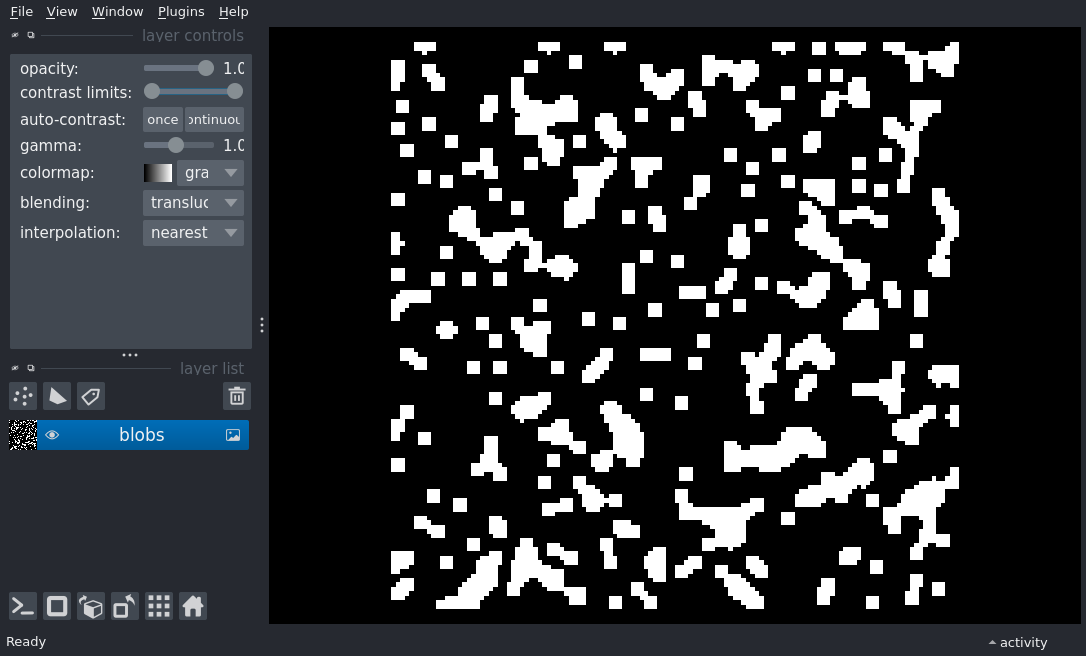 File View Window Plugins Help
layer controls
opacity: 1.0
contrast limits:
auto-contrast: once ontinuou
gamma: 1.0
colormap: gra
blending: transluc
interpolation: nearest
layer list
blobs
Ready
activity